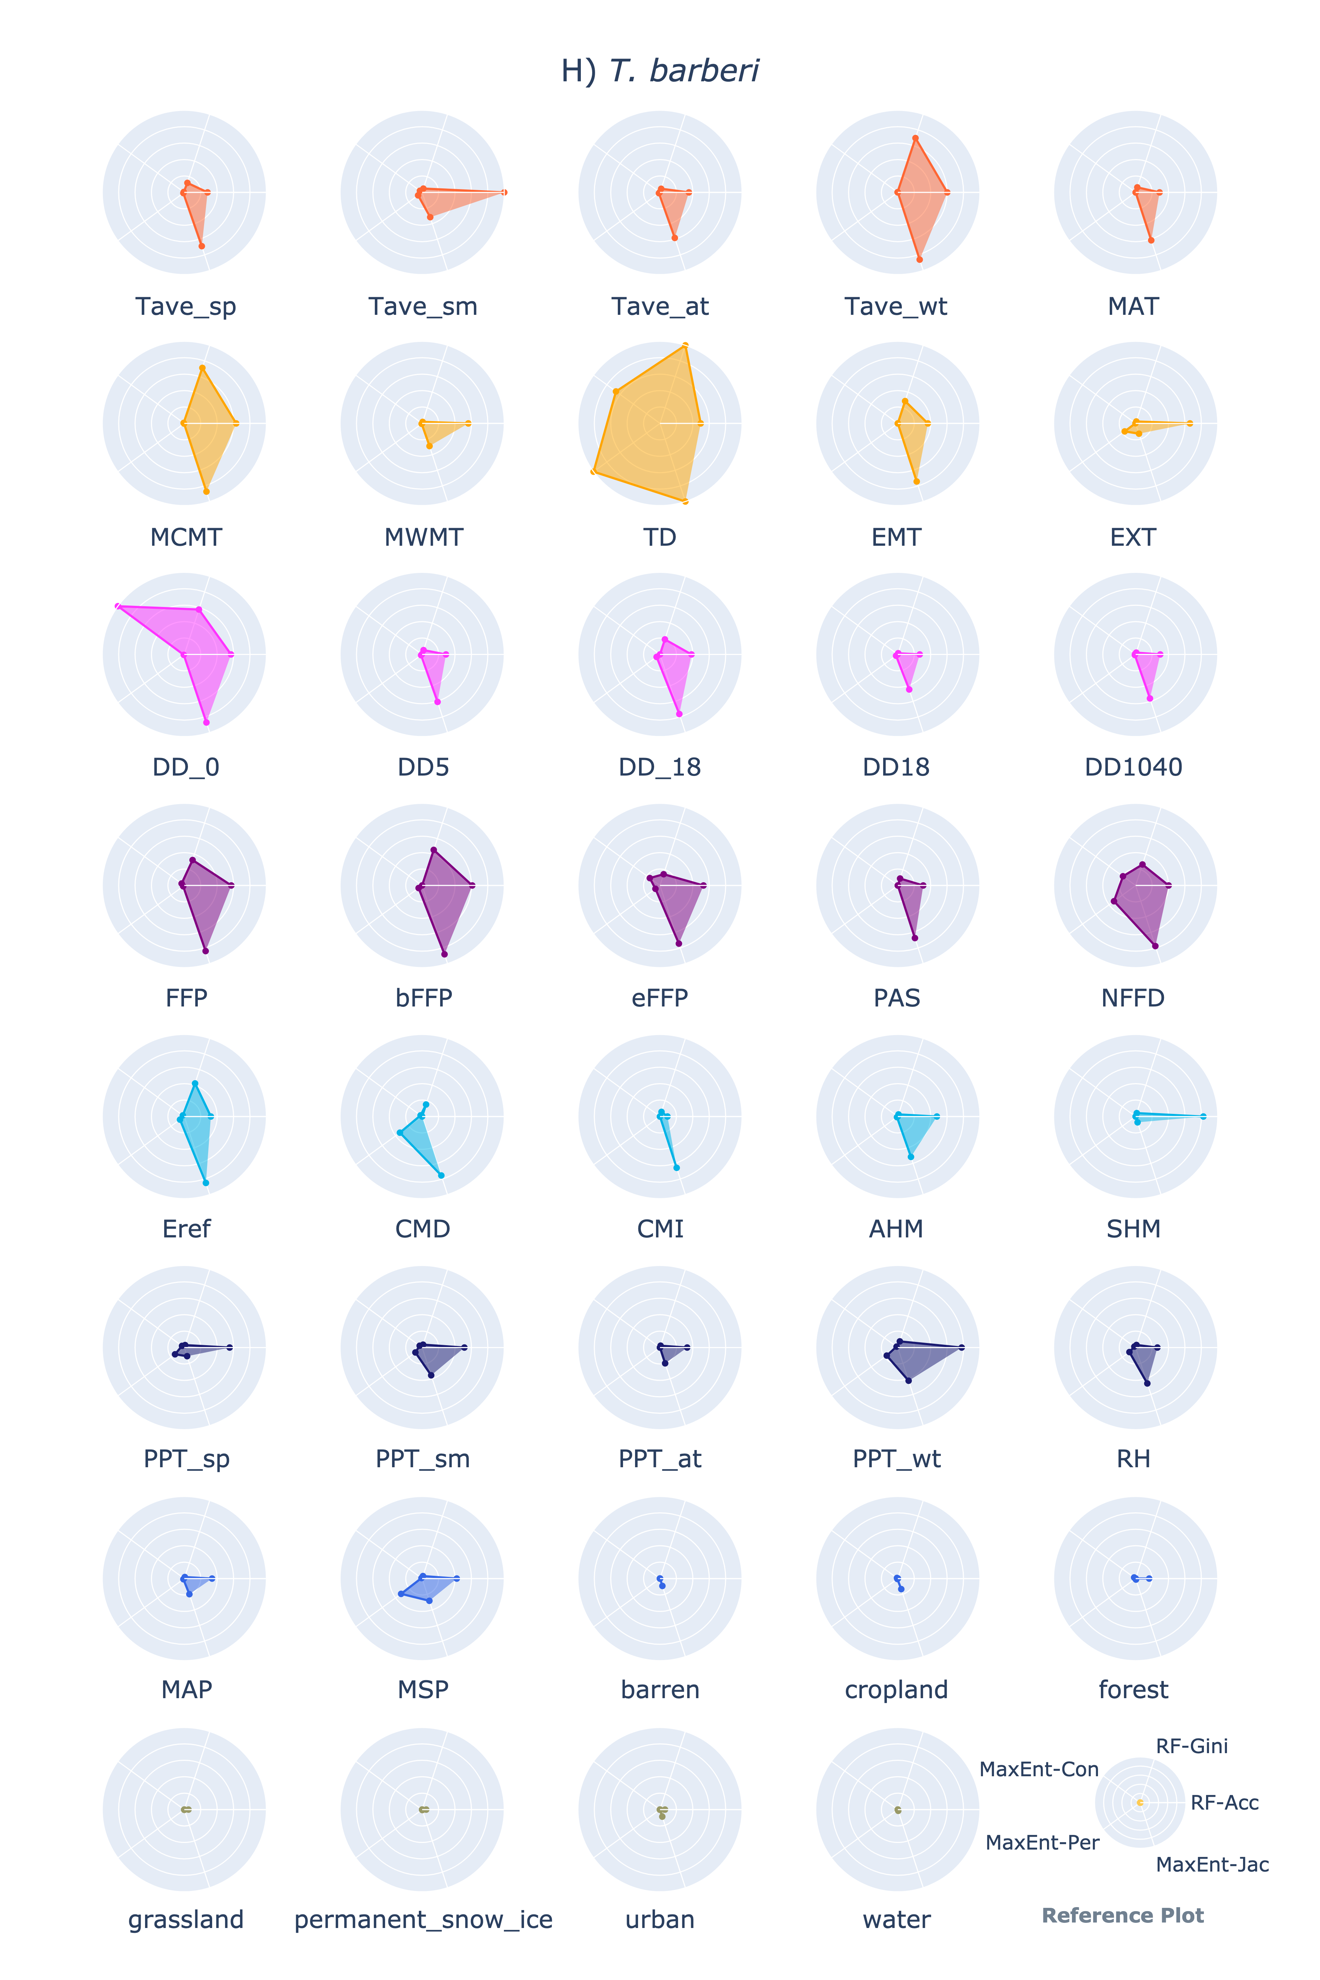 H) T. barberi
Tave_sp Tave_sm Tave_at Tave_wt MAT
MCMT MWMT TD EMT EXT
DD_0 DD5 DD_18 DD18 DD1040
FFP bFFP eFFP PAS NFFD
Eref CMD CMI AHM SHM
PPT_sp PPT_sm PPT_at PPT_wt RH
MAP MSP barren cropland forest
RF-Gini
MaxEnt-Con
RF-Acc
MaxEnt-Per
MaxEnt-Jac
grassland permanent_snow_ice urban water Reference Plot